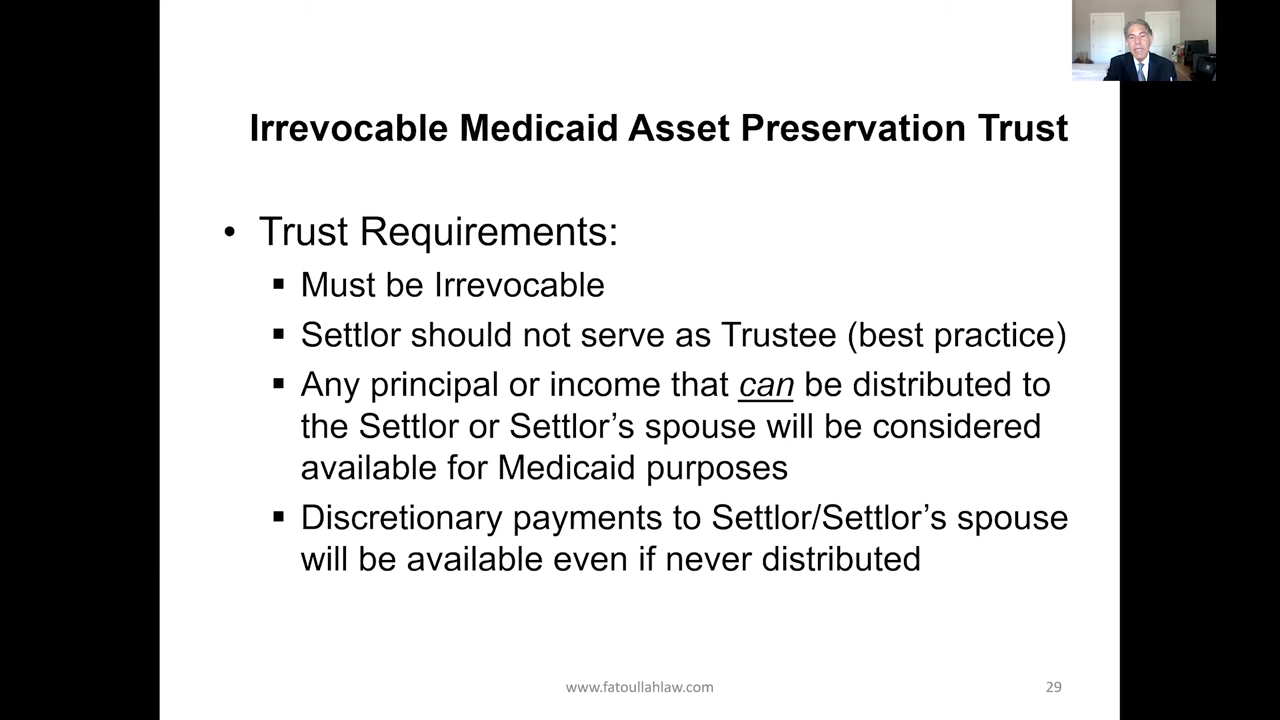 Irrevocable Medicaid Asset Preservation Trust
• Trust Requirements:
▪ Must be Irrevocable
▪ Settlor should not serve as Trustee (best practice)
▪ Any principal or income that can be distributed to
the Settlor or Settlor’s spouse will be considered
available for Medicaid purposes
▪ Discretionary payments to Settlor/Settlor’s spouse
will be available even if never distributed
www.fatoullahlaw.com
29